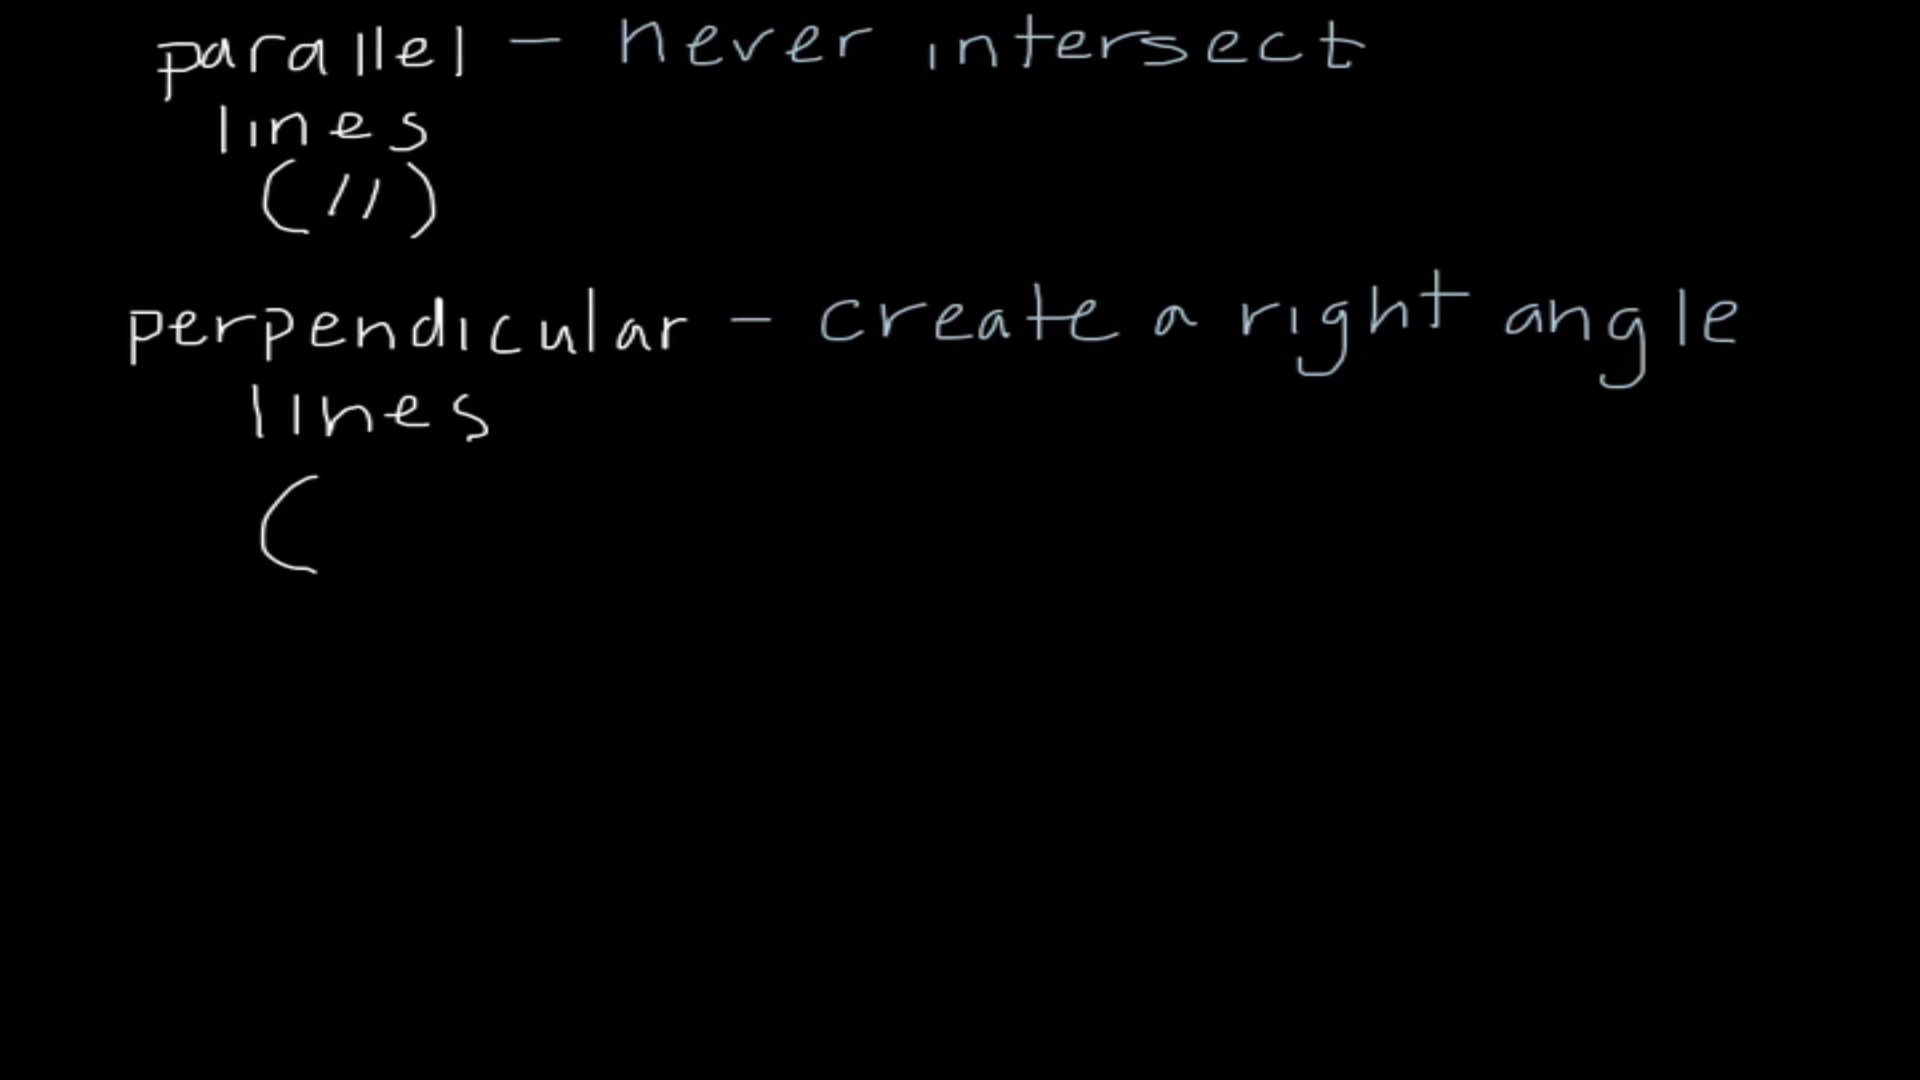 parallel - never intersect
lines
(//)
perpendicular - create a right angle
lines
(